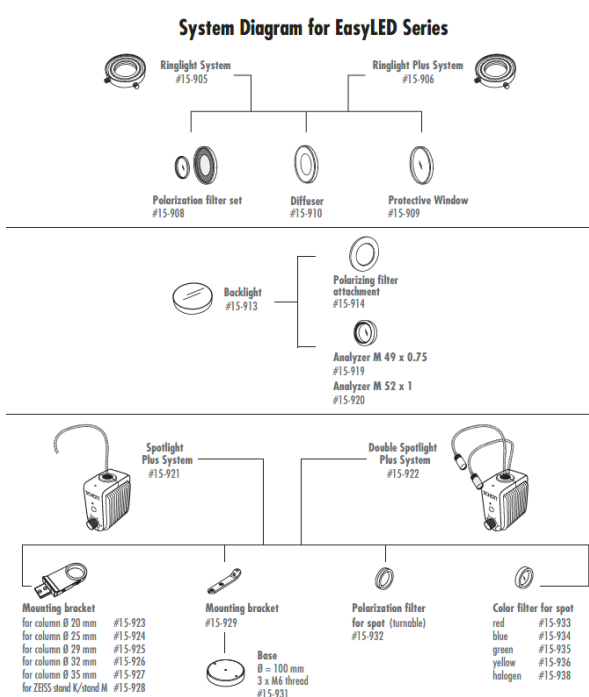 System Diagram for EasyLED Series
Ringlight System
#15-905
Ringlight Plus System
#15-906
Polarization filter set
#15-908
Diffuser
#15-910
Protective Window
#15-909
Backlight
#15-913
Polarizing filter
attachment
#15-914
Analyzer M 49 x 0.75
#15-919
Analyzer M 52 x 1
#15-920
Spotlight
Plus System
#15-921
Double Spotlight
Plus System
#15-922
SCHOTT
SCHOTT
Mounting bracket
for column Ø 20 mm #15-923
for column Ø 25 mm #15-924
for column Ø 29 mm #15-925
for column Ø 32 mm #15-926
for column Ø 35 mm #15-927
for ZEISS stand K/stand M #15-928
Mounting bracket
#15-929
Base
Ø = 100 mm
3 x M6 thread
#15-931
Polarization filter
for spot (turnable)
#15-932
Color filter for spot
red #15-933
blue #15-934
green #15-935
yellow #15-936
halogen #15-938